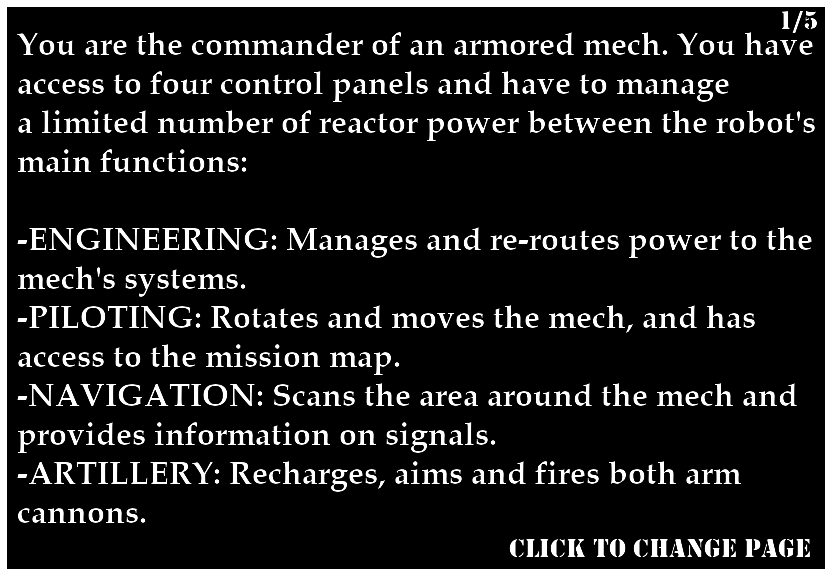 1/5
You are the commander of an armored mech. You have
access to four control panels and have to manage
a limited number of reactor power between the robot's
main functions:
-ENGINEERING: Manages and re-routes power to the
mech's systems.
-PILOTING: Rotates and moves the mech, and has
access to the mission map.
-NAVIGATION: Scans the area around the mech and
provides information on signals.
-ARTILLERY: Recharges, aims and fires both arm
cannons.
CLICK TO CHANGE PAGE